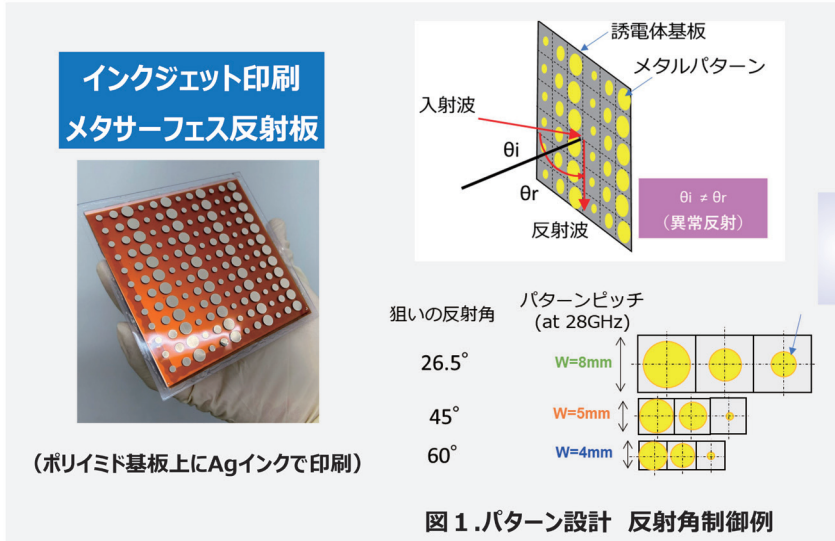 インクジェット印刷
メタサーフェス反射板
(ポリイミド基板上にAgインクで印刷)
誘電体基板
メタルパターン
入射波
θi
θr
反射波
θi ≠ θr
(異常反射)
狙いの反射角
パターンピッチ
(at 28GHz)
26.5°
W=8mm
45°
W=5mm
60°
W=4mm
図1.パターン設計 反射角制御例